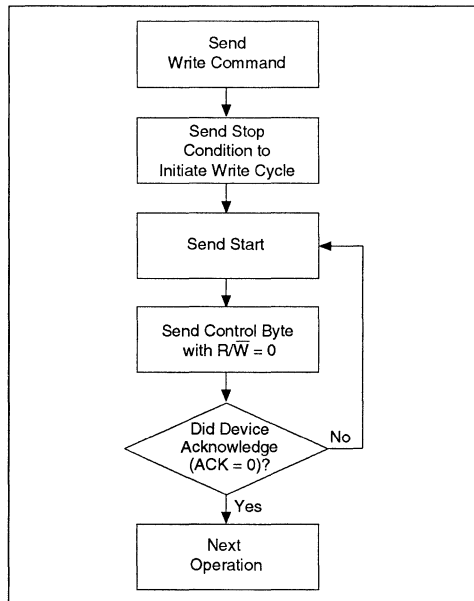 Send
Write Command
Send Stop
Condition to
Initiate Write Cycle
Send Start
Send Control Byte
with R/W̅ = 0
Did Device
Acknowledge
(ACK = 0)?
No
Yes
Next
Operation